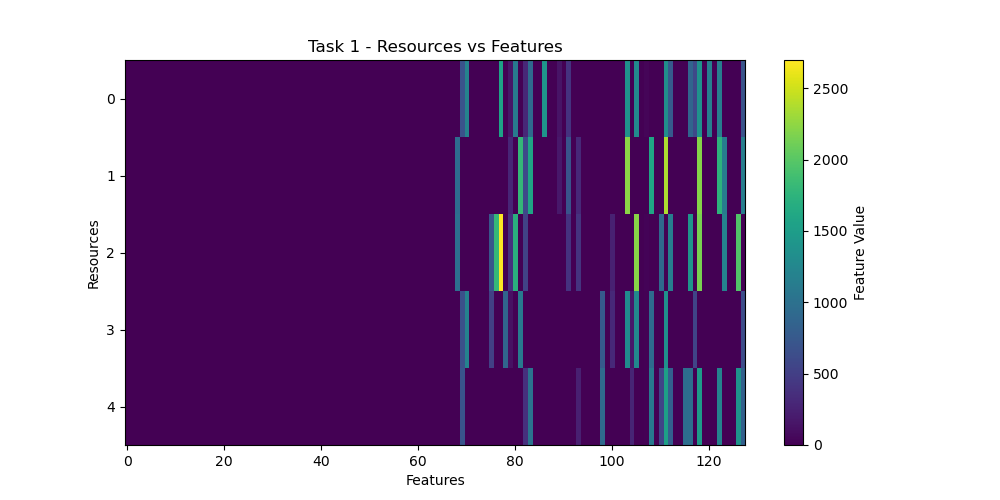 Task 1 - Resources vs Features
0
1
2
3
4
Resources
0 20 40 60 80 100 120
Features
2500
2000
1500
1000
500
0
Feature Value